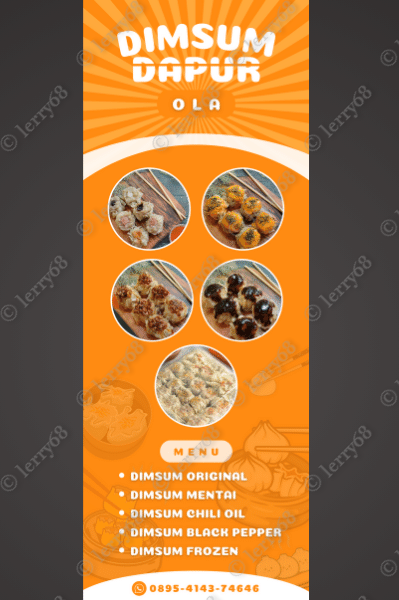 DIMSUM
DAPUR
OLA
MENU
DIMSUM ORIGINAL
DIMSUM MENTAI
DIMSUM CHILI OIL
DIMSUM BLACK PEPPER
DIMSUM FROZEN
0895-4143-74646
© lerry68